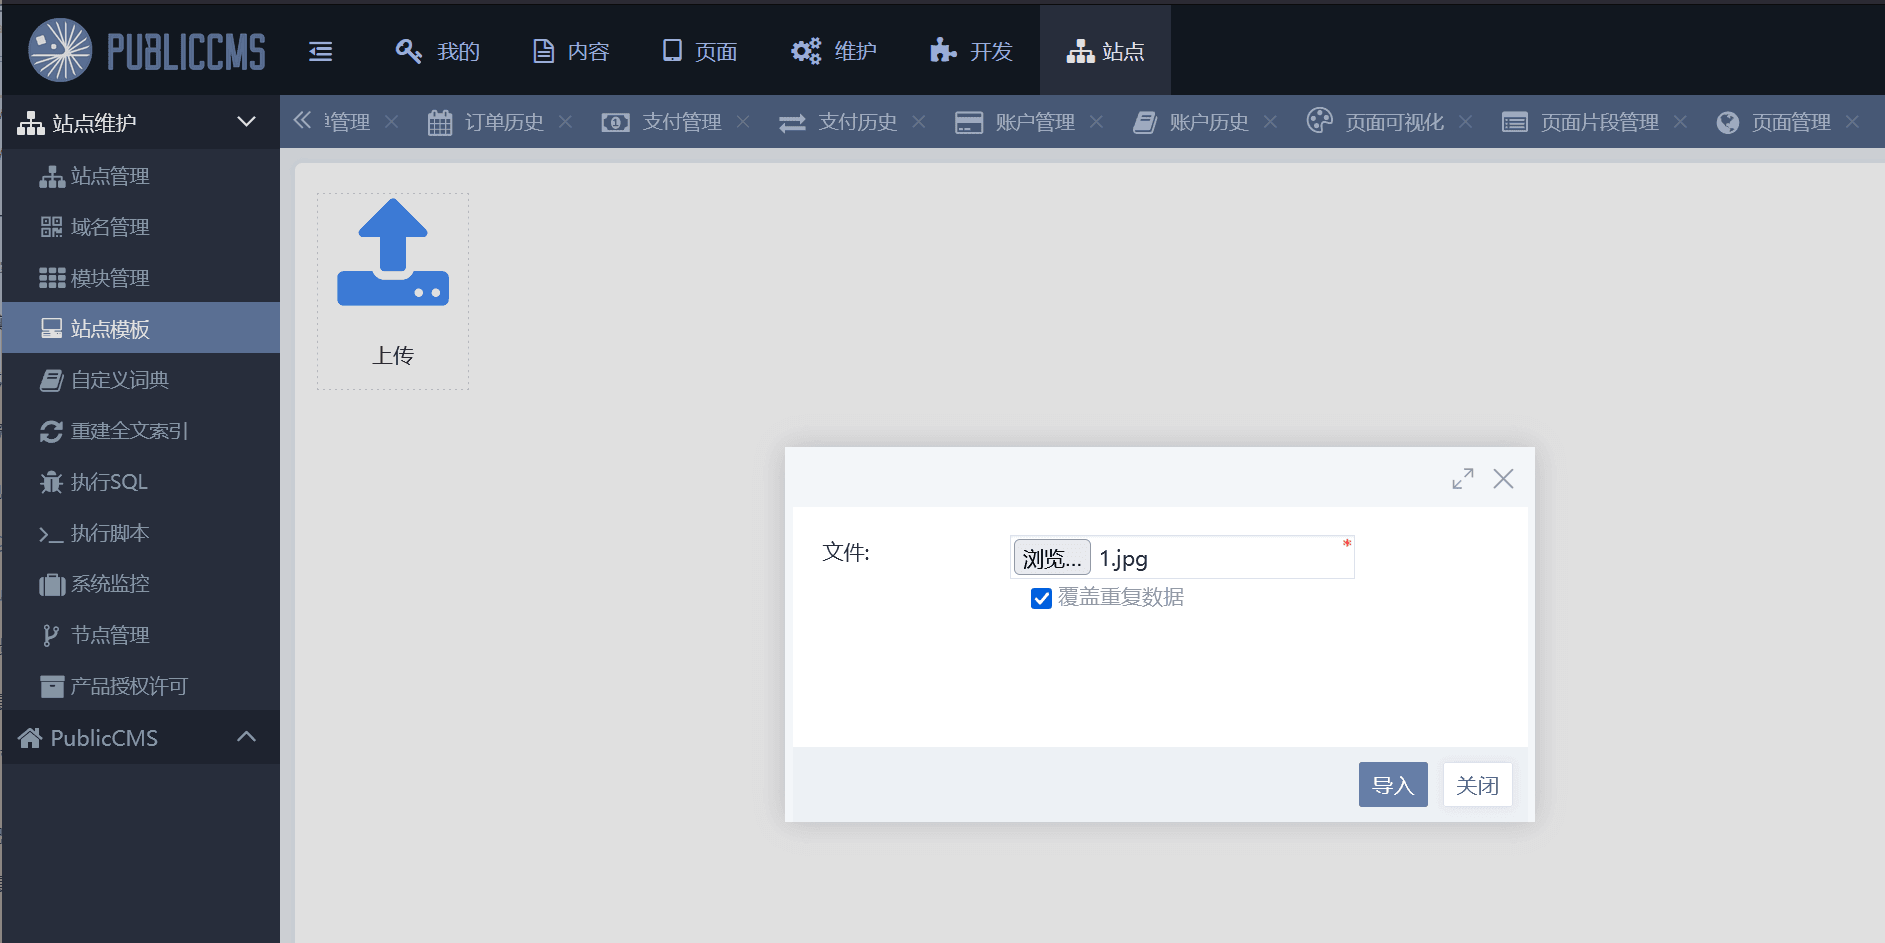 PUBLICCMS 我的 内容 页面 维护 开发 站点
站点维护
管理 订单历史 支付管理 支付历史 账户管理 账户历史 页面可视化 页面片段管理 页面管理
站点管理
域名管理
模块管理
站点模板
自定义词典
重建全文索引
执行SQL
执行脚本
系统监控
节点管理
产品授权许可
PublicCMS
上传
文件: 浏览... 1.jpg *
覆盖重复数据
导入 关闭